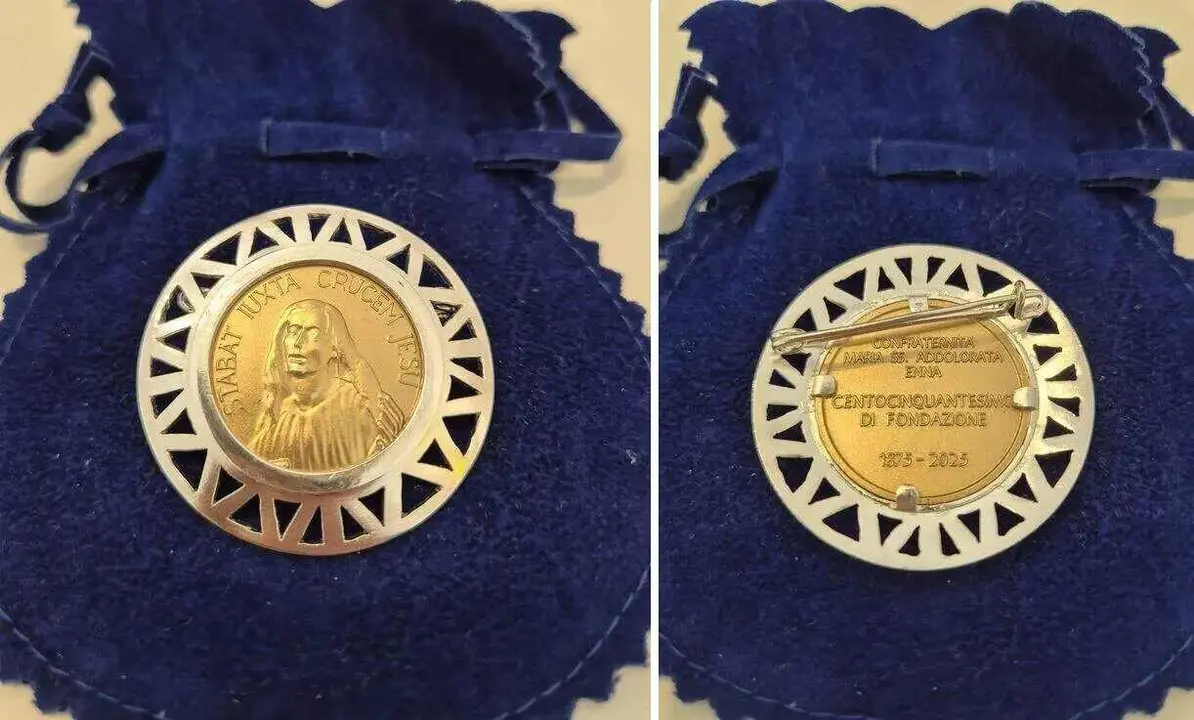 STABAT IUXTA CRUCEM JESU
CONFRATERNITA
MARIA SS. ADDOLORATA
ENNA
CENTOCINQUANTESIMO
DI FONDAZIONE
1875 - 2025